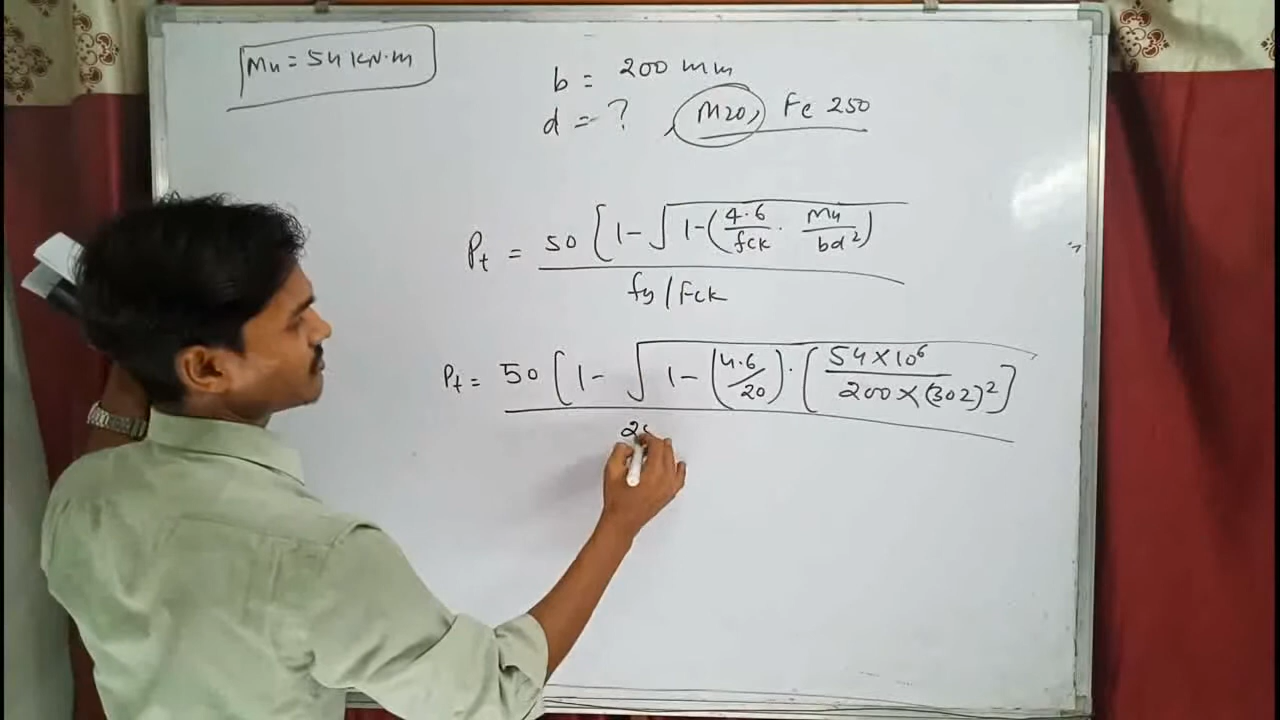 Mu = 54 KN.m
b = 200 mm
d = ? , M20, Fe 250
Pt = 50 [1 - √1 - (4.6/fck . Mu/bd²)
fy / Fck
Pt = 50 [1 - √1 - (4.6/20) . [54 × 10⁶ / 200 × (302)²]